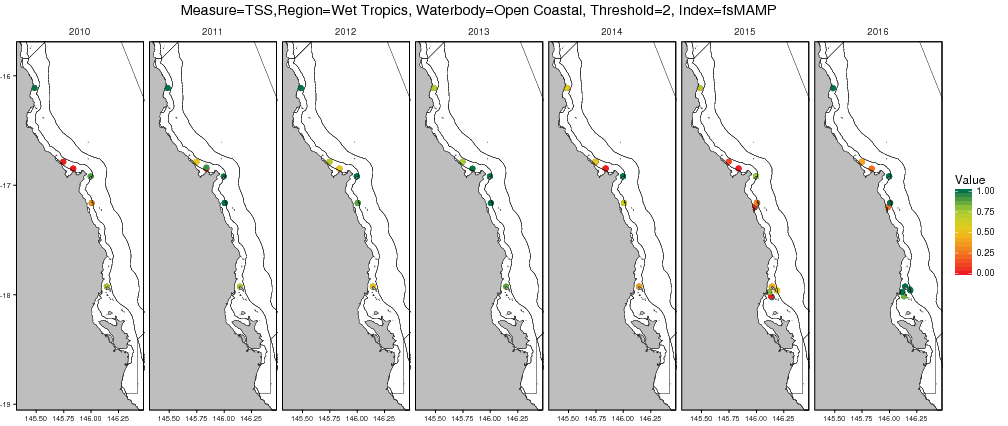 Measure=TSS,Region=Wet Tropics, Waterbody=Open Coastal, Threshold=2, Index=fsMAMP
2010 2011 2012 2013 2014 2015 2016
-16
-17
-18
-19
Value
1.00
0.75
0.50
0.25
0.00
145.50 145.75 146.00 146.25 145.50 145.75 146.00 146.25 145.50 145.75 146.00 146.25 145.50 145.75 146.00 146.25 145.50 145.75 146.00 146.25 145.50 145.75 146.00 146.25 145.50 145.75 146.00 146.25